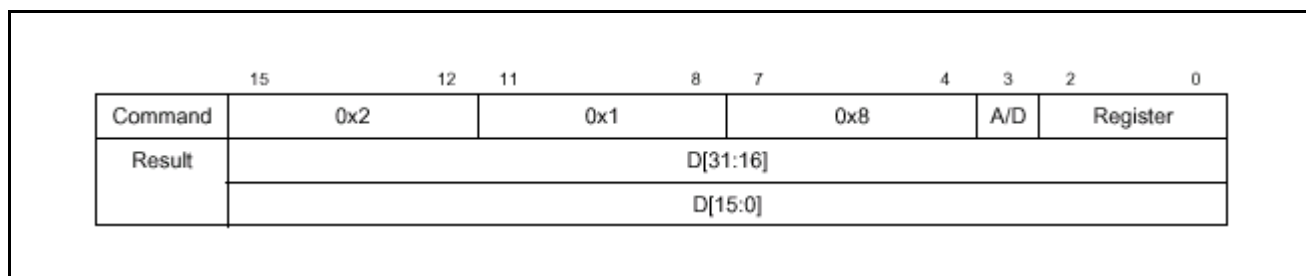 15 12 11 8 7 4 3 2 0
Command 0x2 0x1 0x8 A/D Register
Result D[31:16]
D[15:0]